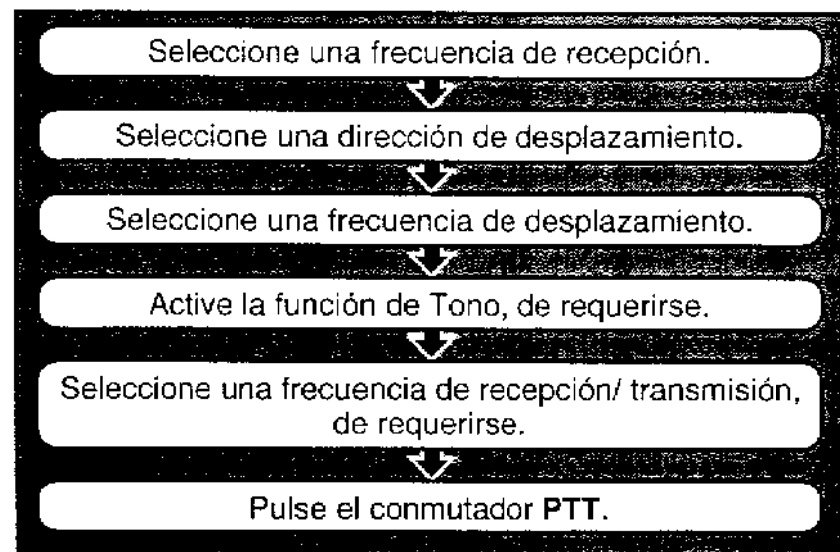 Seleccione una frecuencia de recepción.
Seleccione una dirección de desplazamiento.
Seleccione una frecuencia de desplazamiento.
Active la función de Tono, de requerirse.
Seleccione una frecuencia de recepción/ transmisión,
de requerirse.
Pulse el conmutador PTT.